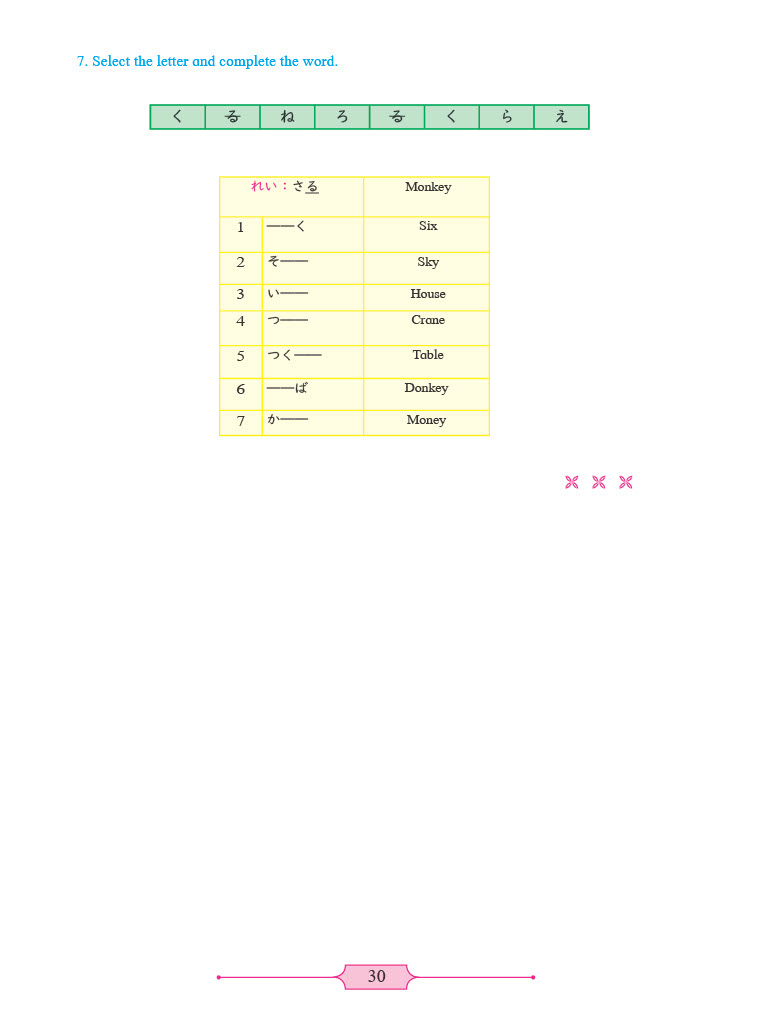 7. Select the letter and complete the word.
く る ね ろ る く ら え
れい：さる Monkey
1 ——く Six
2 そ—— Sky
3 い—— House
4 つ—— Crane
5 つく—— Table
6 ——ば Donkey
7 か—— Money
30